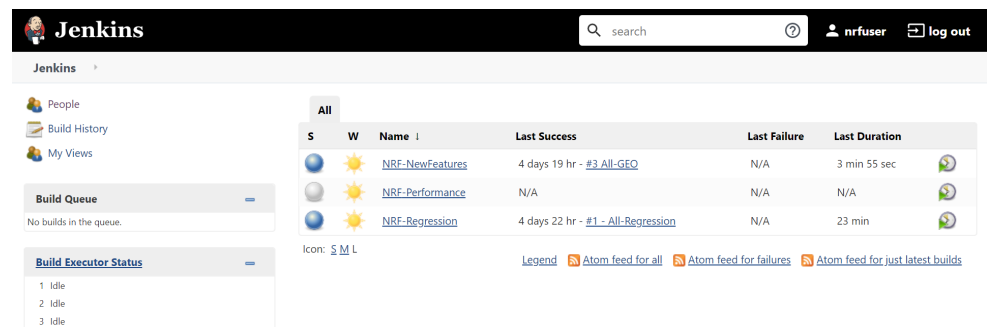 Jenkins
search
nrfuser
log out
Jenkins
People
Build History
My Views
Build Queue
No builds in the queue.
Build Executor Status
1 Idle
2 Idle
3 Idle
All
S W Name ↓ Last Success Last Failure Last Duration
NRF-NewFeatures 4 days 19 hr - #3 All-GEO N/A 3 min 55 sec
NRF-Performance N/A N/A N/A
NRF-Regression 4 days 22 hr - #1 - All-Regression N/A 23 min
Icon: S M L
Legend Atom feed for all Atom feed for failures Atom feed for just latest builds